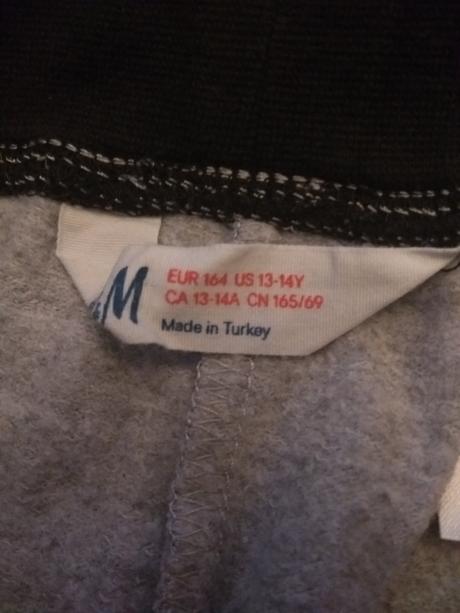 &M
EUR 164 US 13-14Y
CA 13-14A CN 165/69
Made in Turkey